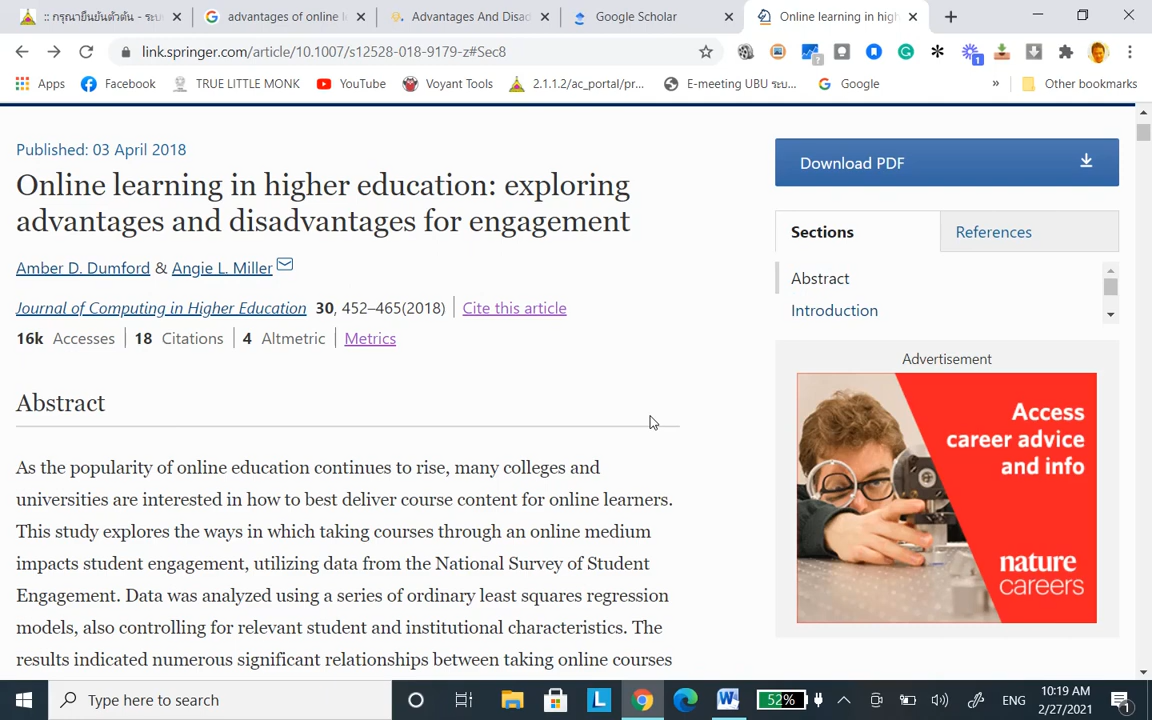 :: กรุณายืนยันตัวตัน - ระบ
advantages of online l
Advantages And Disad
Google Scholar
Online learning in high
link.springer.com/article/10.1007/s12528-018-9179-z#Sec8
Apps
Facebook
TRUE LITTLE MONK
YouTube
Voyant Tools
2.1.1.2/ac_portal/pr...
E-meeting UBU ระบ...
Google
»
Other bookmarks
Published: 03 April 2018
Online learning in higher education: exploring
advantages and disadvantages for engagement
Amber D. Dumford & Angie L. Miller
Journal of Computing in Higher Education 30, 452–465(2018) | Cite this article
16k Accesses | 18 Citations | 4 Altmetric | Metrics
Abstract
As the popularity of online education continues to rise, many colleges and
universities are interested in how to best deliver course content for online learners.
This study explores the ways in which taking courses through an online medium
impacts student engagement, utilizing data from the National Survey of Student
Engagement. Data was analyzed using a series of ordinary least squares regression
models, also controlling for relevant student and institutional characteristics. The
results indicated numerous significant relationships between taking online courses
Download PDF
Sections
References
Abstract
Introduction
Advertisement
Access
career advice
and info
nature
careers
Type here to search
52%
ENG
10:19 AM
2/27/2021
1